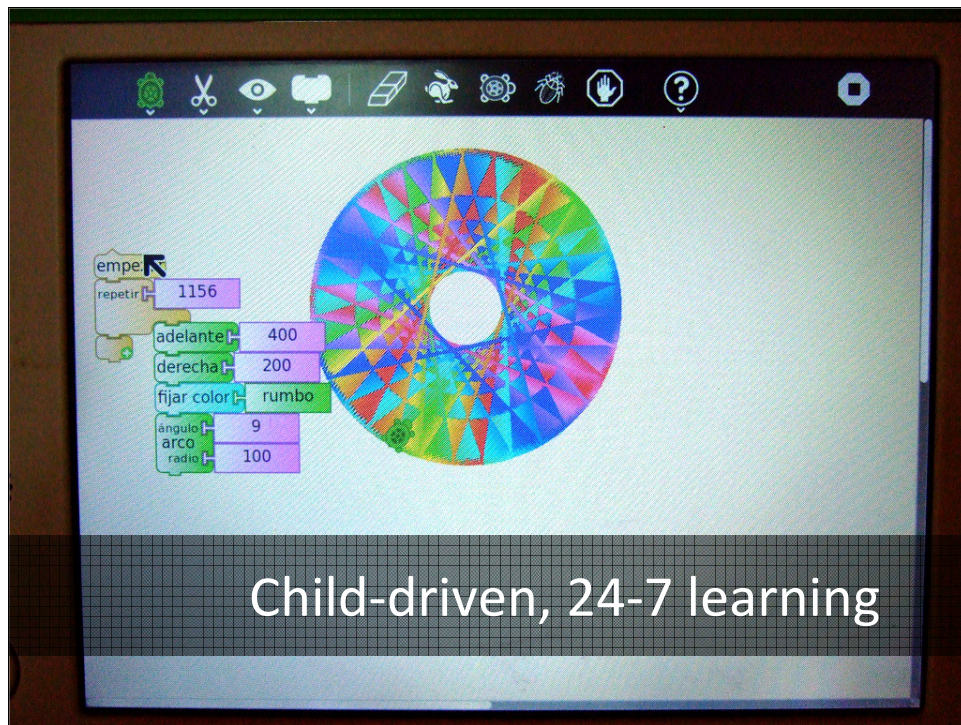 empe
repetir 1156
adelante 400
derecha 200
fijar color rumbo
ángulo 9
arco
radio 100
Child-driven, 24-7 learning